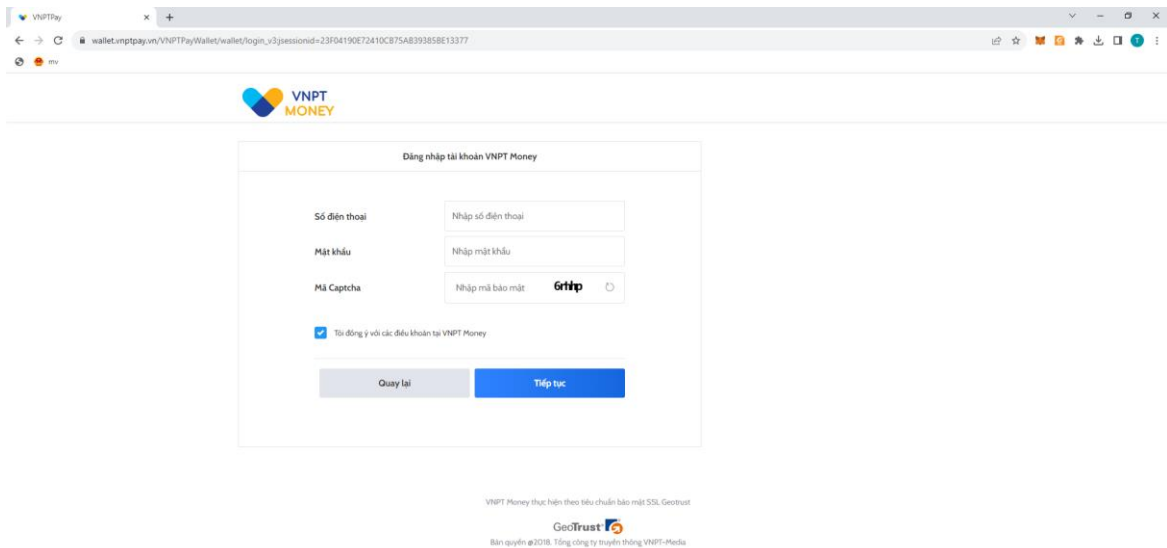 VNPTPay
wallet.vnptpay.vn/VNPTPayWallet/wallet/login_v3;jsessionid=23F04190E72410CB75AB39385BE13377
mv
VNPT
MONEY
Đăng nhập tài khoản VNPT Money
Số điện thoại Nhập số điện thoại
Mật khẩu Nhập mật khẩu
Mã Captcha Nhập mã bảo mật
Tôi đồng ý với các điều khoản tại VNPT Money
Quay lại Tiếp tục
VNPT Money thực hiện theo tiêu chuẩn bảo mật SSL Geotrust
GeoTrust
Bản quyền @2018. Tổng công ty truyền thông VNPT-Media